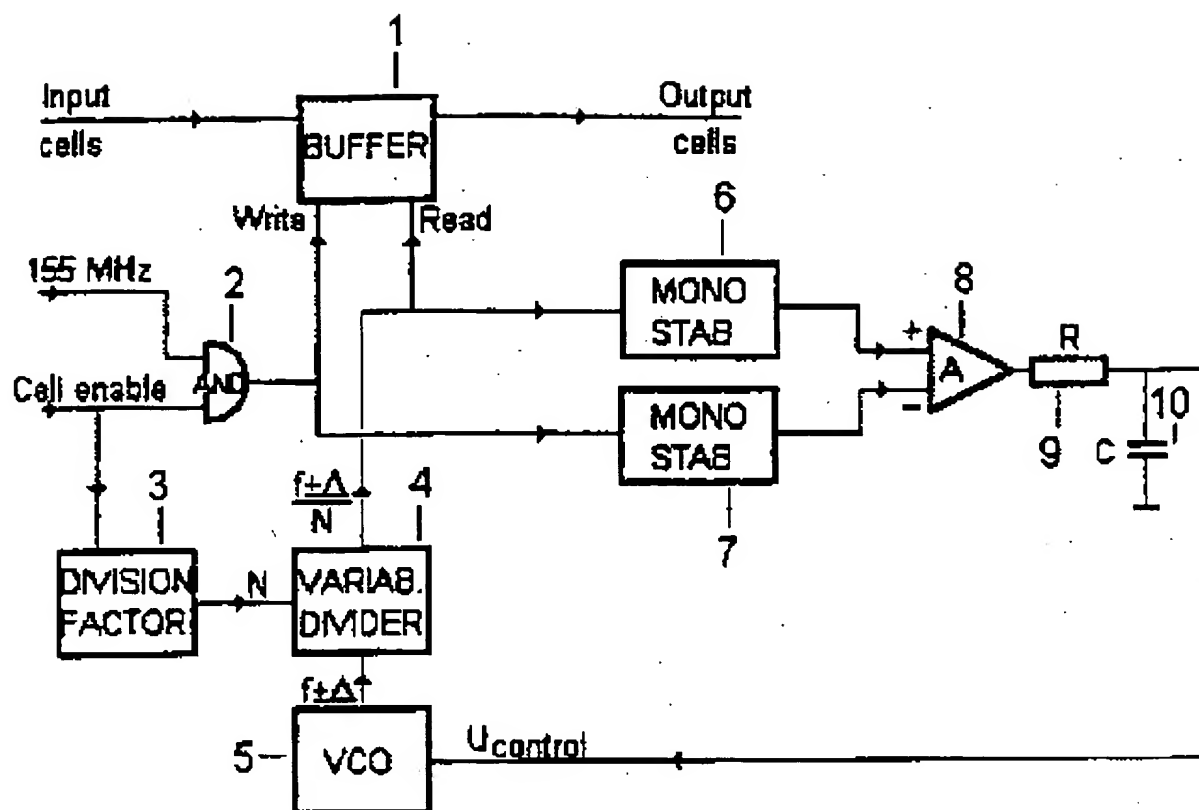 1
Input
cells
BUFFER
Output
cells
Write
Read
155 MHz
2
AND
Cell enable
6
MONO
STAB
+
8
A
-
R
9
10
C
MONO
STAB
7
3
DIVISION
FACTOR
N
f±Δ
N
4
VARIAB.
DIVIDER
f±Δ
5
VCO
Ucontrol